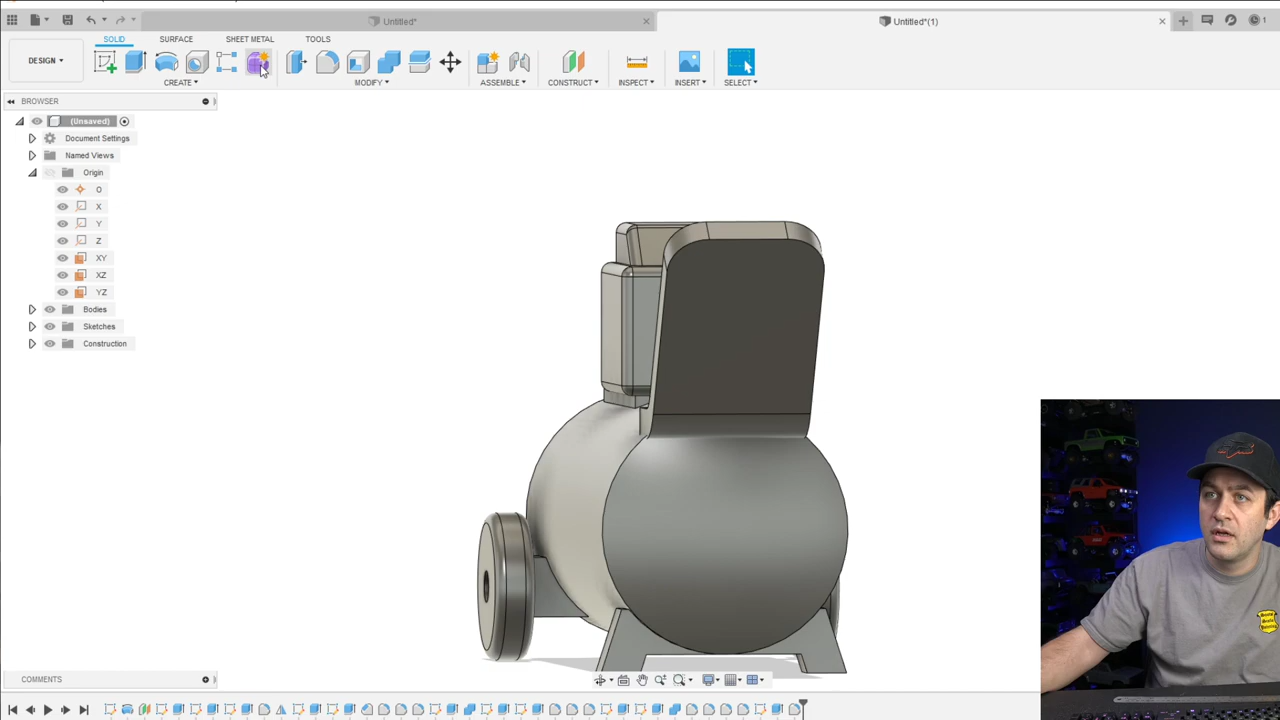 Untitled*
Untitled*(1)
SOLID
SURFACE
SHEET METAL
TOOLS
DESIGN
CREATE
MODIFY
ASSEMBLE
CONSTRUCT
INSPECT
INSERT
SELECT
BROWSER
(Unsaved)
Document Settings
Named Views
Origin
O
X
Y
Z
XY
XZ
YZ
Bodies
Sketches
Construction
COMMENTS
1